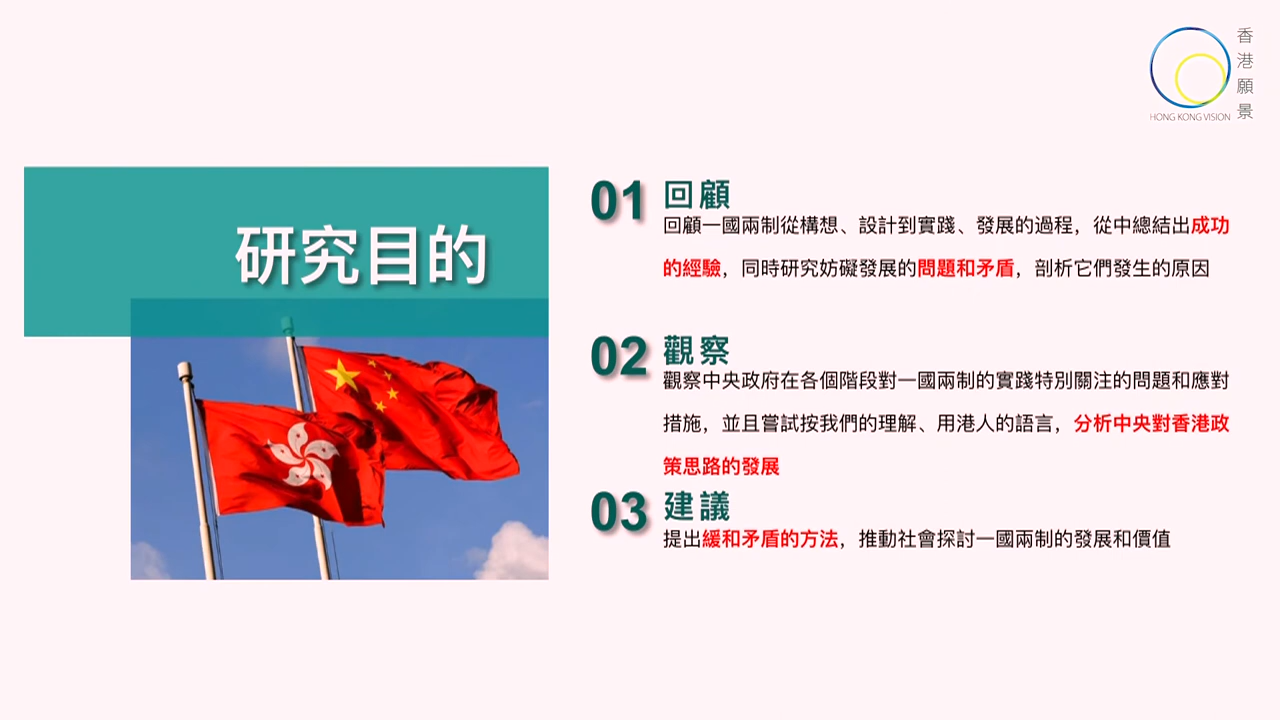 香港願景
HONG KONG VISION
研究目的
01 回顧
回顧一國兩制從構想、設計到實踐、發展的過程，從中總結出成功
的經驗，同時研究妨礙發展的問題和矛盾，剖析它們發生的原因
02 觀察
觀察中央政府在各個階段對一國兩制的實踐特別關注的問題和應對
措施，並且嘗試按我們的理解、用港人的語言，分析中央對香港政
策思路的發展
03 建議
提出緩和矛盾的方法，推動社會探討一國兩制的發展和價值